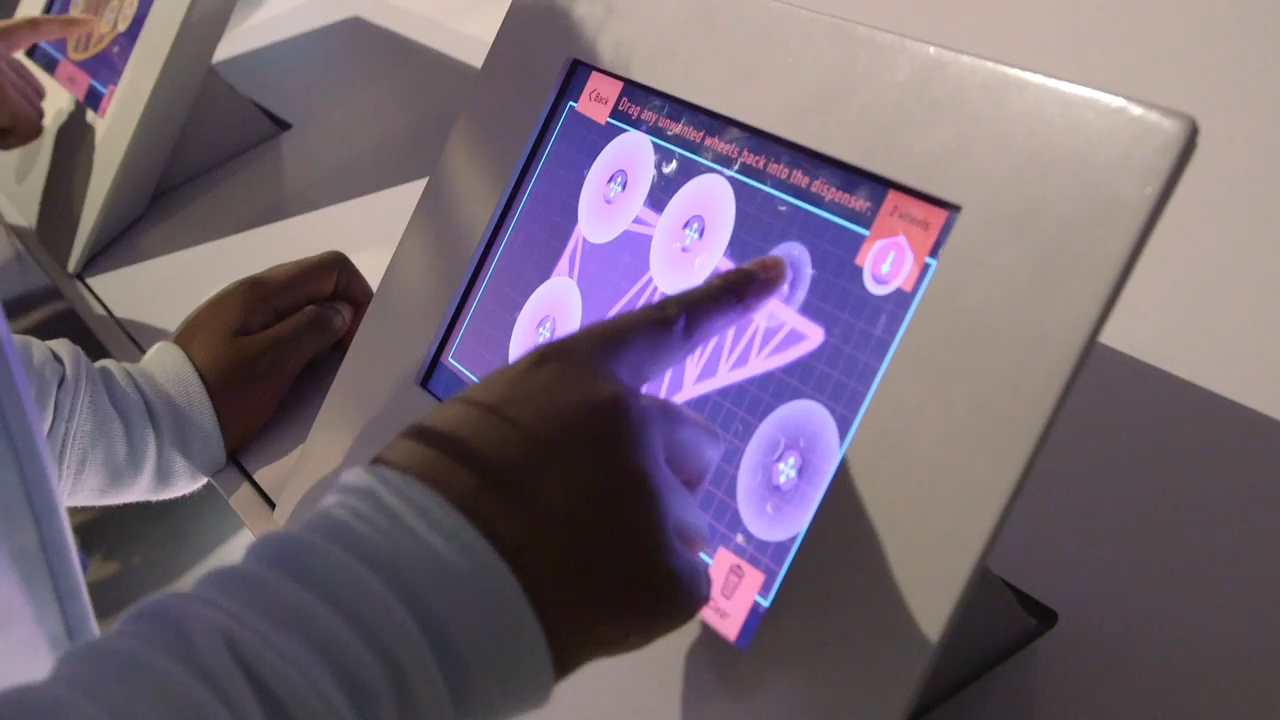 Back
Drag any unwanted wheels back into the dispenser.
2 wheels
Clear